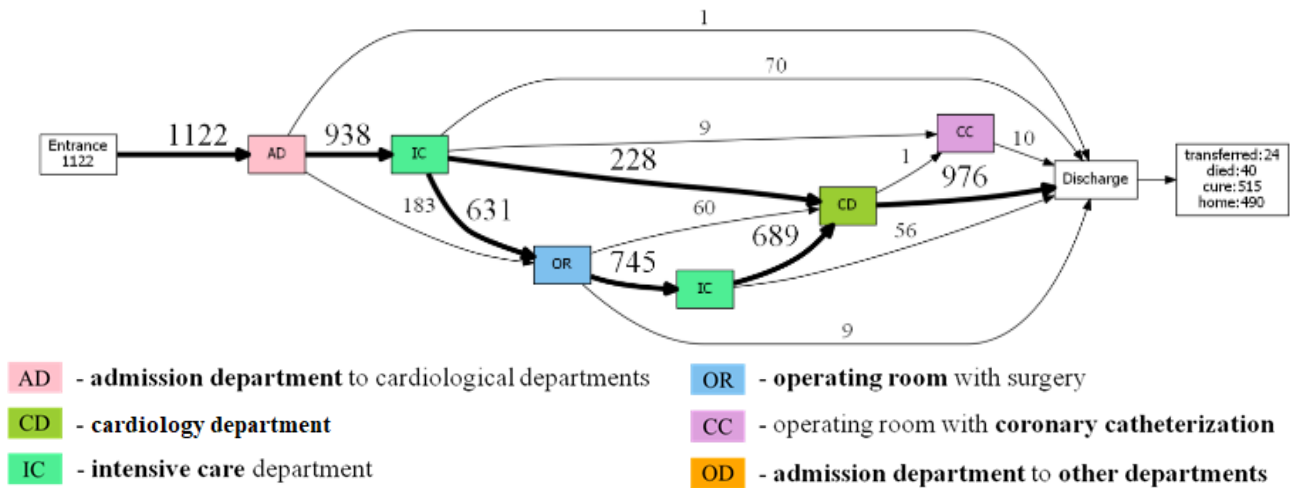 1
70
1122
938
9
CC
10
Entrance
1122
AD
IC
228
1
976
Discharge
transferred:24
died:40
cure:515
home:490
183
631
60
CD
689
56
OR
745
IC
9
AD - admission department to cardiological departments
CD - cardiology department
IC - intensive care department
OR - operating room with surgery
CC - operating room with coronary catheterization
OD - admission department to other departments